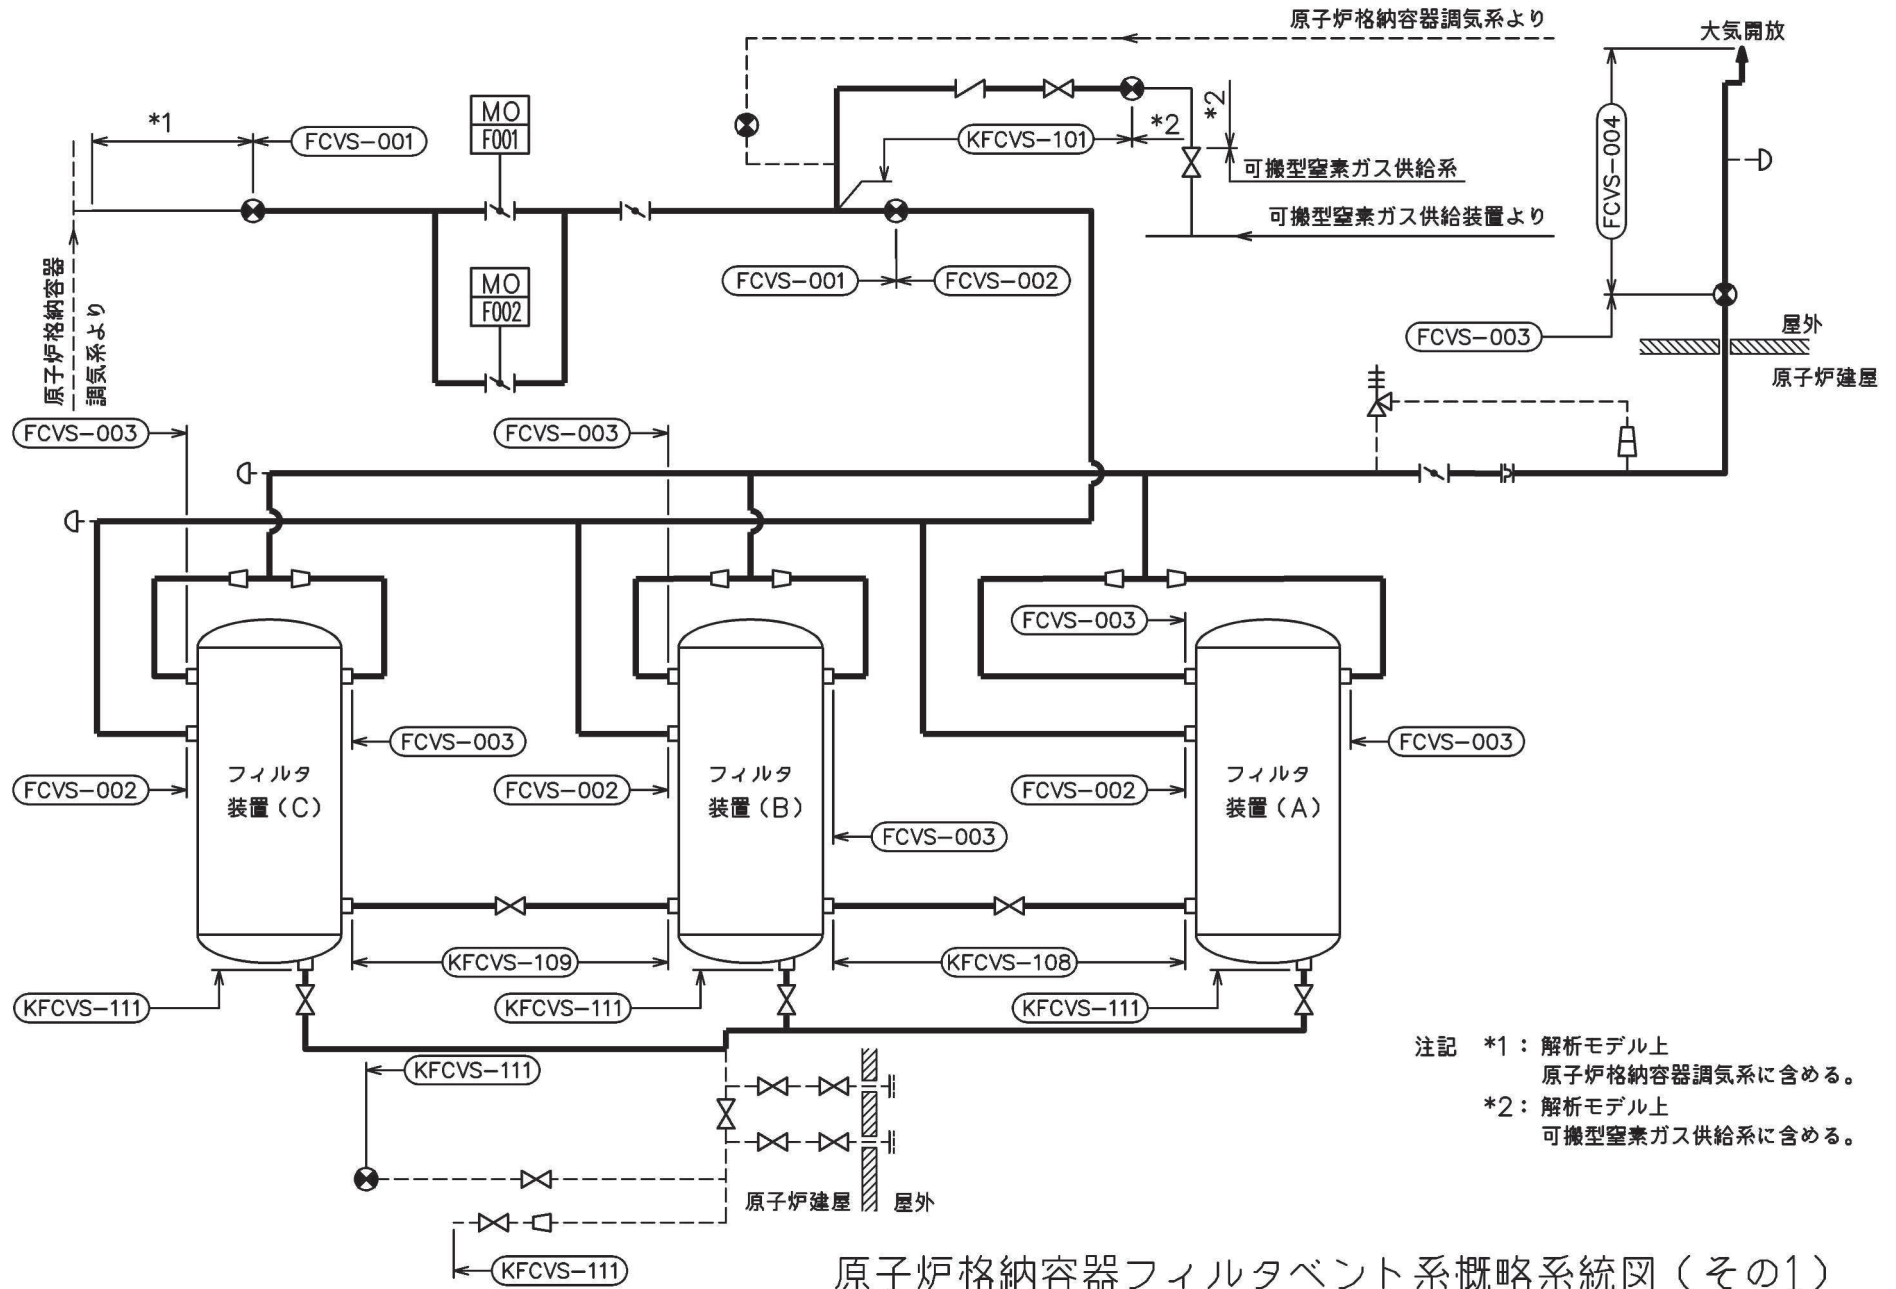 原子炉格納容器調気系より
大気開放
*1
FCVS-001
MO
F001
KFCVS-101
*2
*2
可搬型窒素ガス供給系
可搬型窒素ガス供給装置より
FCVS-004
原子炉格納容器
調気系より
MO
F002
FCVS-001
FCVS-002
FCVS-003
屋外
原子炉建屋
FCVS-003
FCVS-003
FCVS-003
FCVS-003
FCVS-003
FCVS-002
フィルタ
装置(C)
FCVS-002
フィルタ
装置(B)
FCVS-003
FCVS-002
フィルタ
装置(A)
KFCVS-109
KFCVS-108
KFCVS-111
KFCVS-111
KFCVS-111
KFCVS-111
原子炉建屋
屋外
KFCVS-111
注記 *1: 解析モデル上
原子炉格納容器調気系に含める。
*2: 解析モデル上
可搬型窒素ガス供給系に含める。
原子炉格納容器フィルタベント系概略系統図(その1)